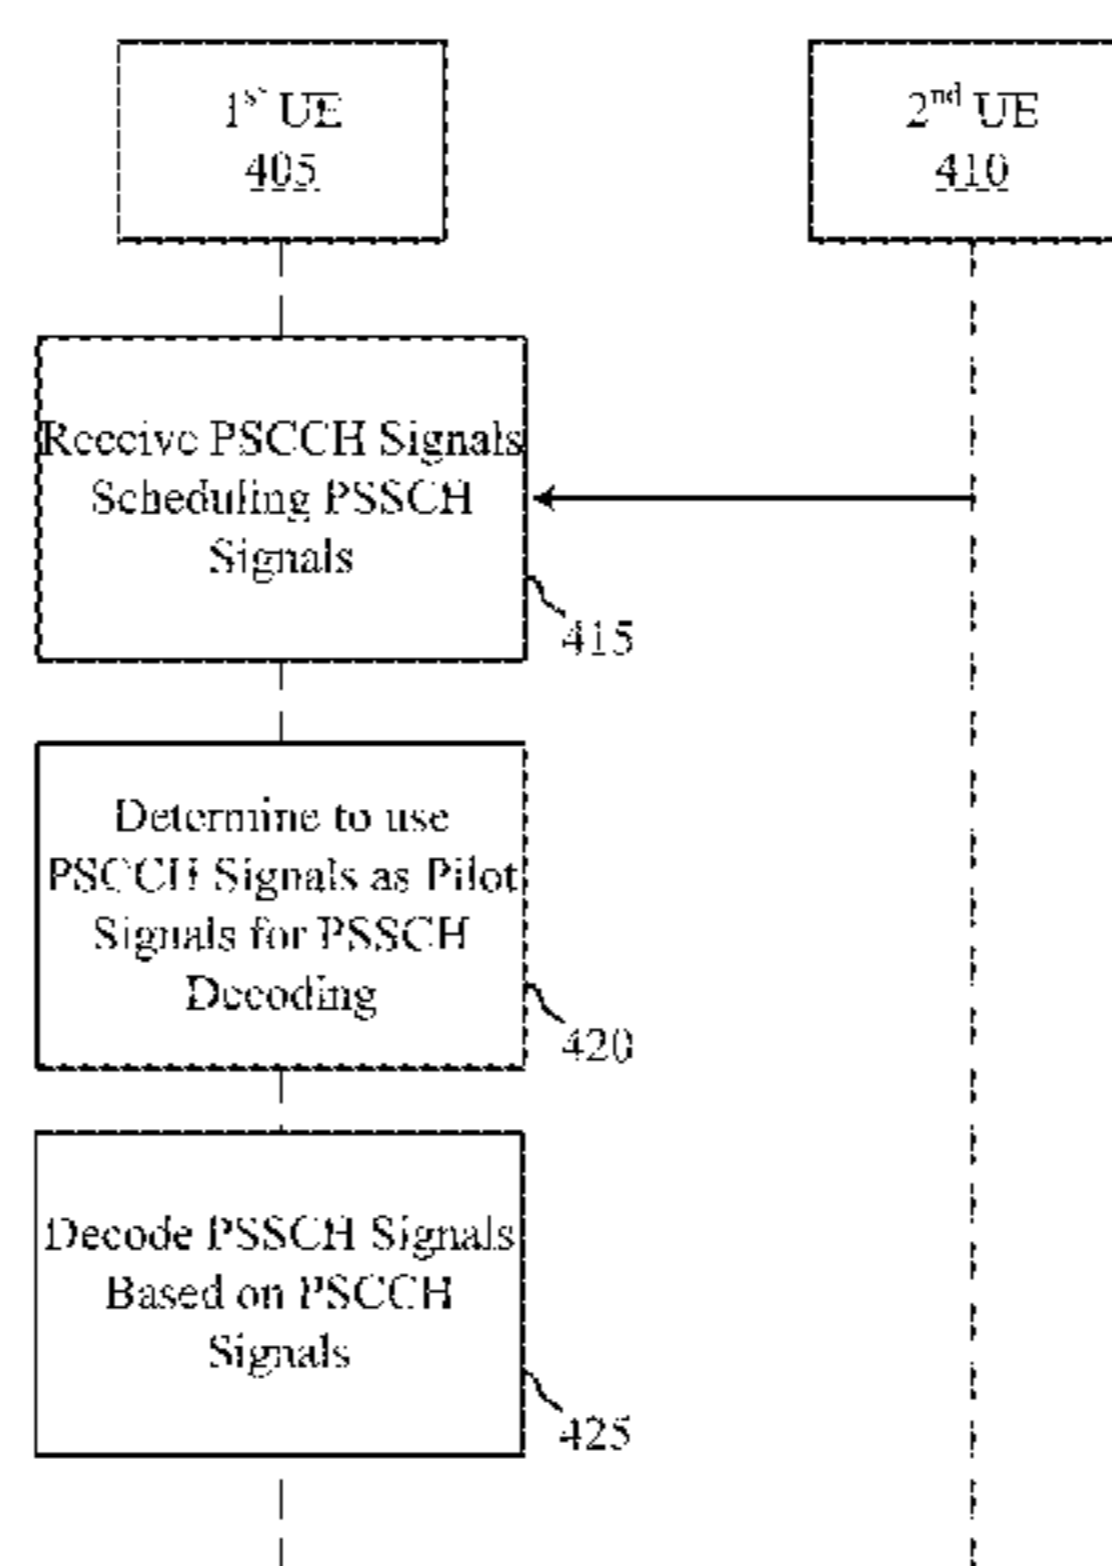 1st UE
405
2nd UE
410
Receive PSCCH Signals
Scheduling PSSCH
Signals
415
Determine to use
PSCCH Signals as Pilot
Signals for PSSCH
Decoding
420
Decode PSSCH Signals
Based on PSCCH
Signals
425